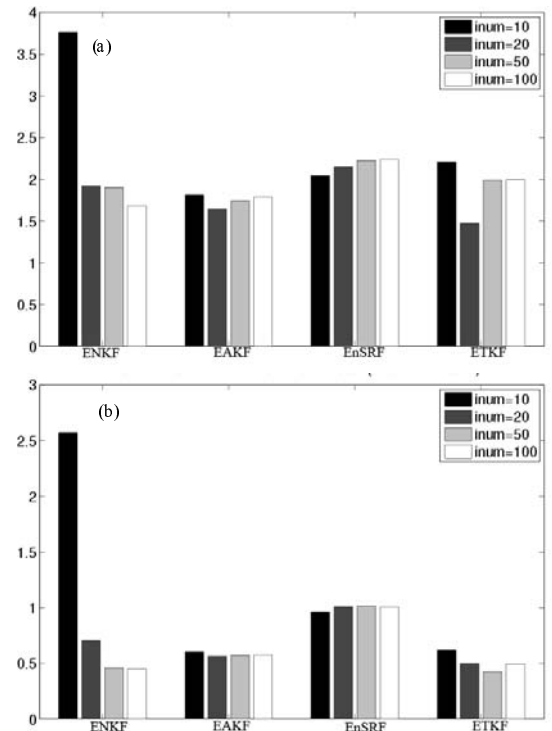 4
3.5
3
2.5
2
1.5
1
0.5
0
(a)
inum=10
inum=20
inum=50
inum=100
ENKF EAKF EnSRF ETKF
3
2.5
2
1.5
1
0.5
0
(b)
inum=10
inum=20
inum=50
inum=100
ENKF EAKF EnSRF ETKF